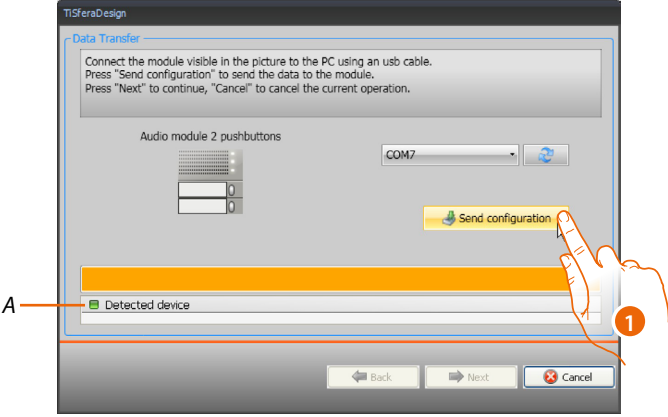 TiSferaDesign
Data Transfer
Connect the module visible in the picture to the PC using an usb cable.
Press "Send configuration" to send the data to the module.
Press "Next" to continue, "Cancel" to cancel the current operation.
Audio module 2 pushbuttons
COM7
Send configuration
A
Detected device
1
Back
Next
Cancel